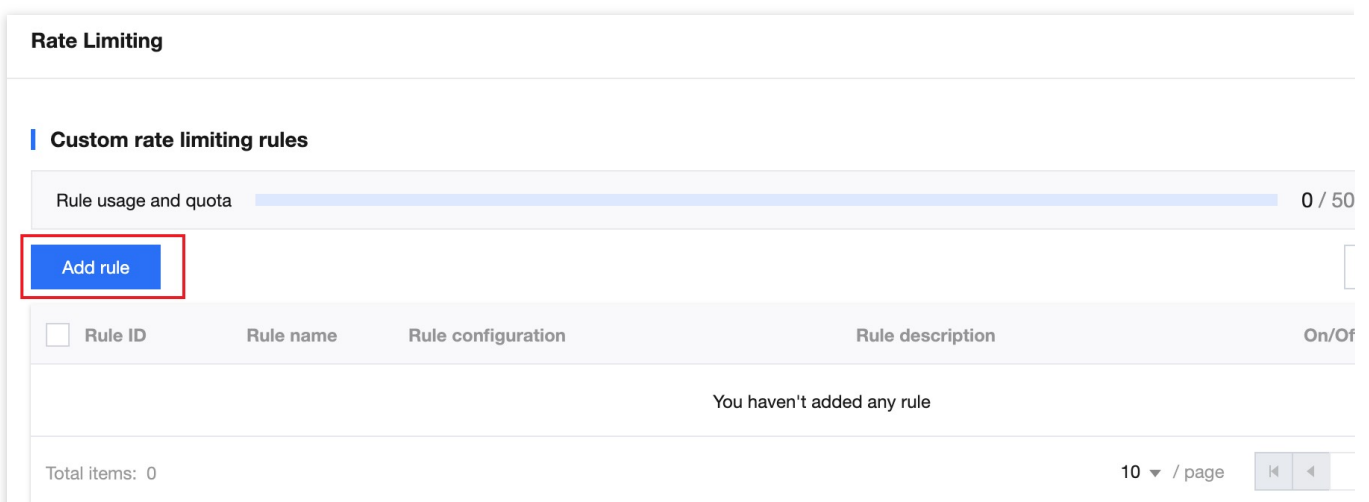 Rate Limiting
Custom rate limiting rules
Rule usage and quota 0 / 50
Add rule
Rule ID Rule name Rule configuration Rule description On/Of
You haven't added any rule
Total items: 0 10 / page